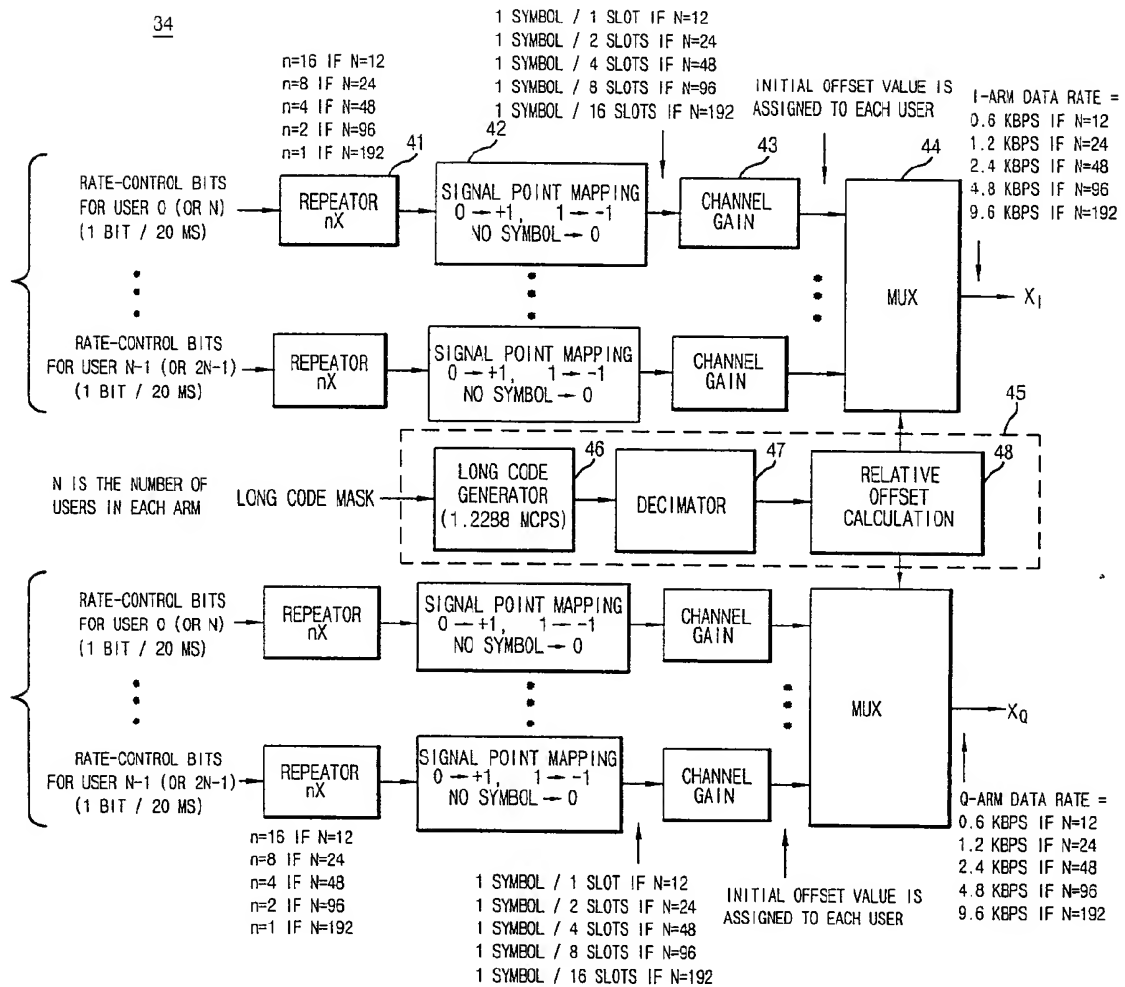 34
1 SYMBOL / 1 SLOT IF N=12
1 SYMBOL / 2 SLOTS IF N=24
1 SYMBOL / 4 SLOTS IF N=48
1 SYMBOL / 8 SLOTS IF N=96
1 SYMBOL / 16 SLOTS IF N=192
n=16 IF N=12
n=8 IF N=24
n=4 IF N=48
n=2 IF N=96
n=1 IF N=192
INITIAL OFFSET VALUE IS
ASSIGNED TO EACH USER
I-ARM DATA RATE =
0.6 KBPS IF N=12
1.2 KBPS IF N=24
2.4 KBPS IF N=48
4.8 KBPS IF N=96
9.6 KBPS IF N=192
41
42
43
44
RATE-CONTROL BITS
FOR USER 0 (OR N)
(1 BIT / 20 MS)
REPEATOR
nX
SIGNAL POINT MAPPING
0→+1, 1→-1
NO SYMBOL→0
CHANNEL
GAIN
MUX
XI
RATE-CONTROL BITS
FOR USER N-1 (OR 2N-1)
(1 BIT / 20 MS)
REPEATOR
nX
SIGNAL POINT MAPPING
0→+1, 1→-1
NO SYMBOL→0
CHANNEL
GAIN
45
N IS THE NUMBER OF
USERS IN EACH ARM
LONG CODE MASK
LONG CODE
GENERATOR
(1.2288 MCPS)
46
DECIMATOR
47
RELATIVE
OFFSET
CALCULATION
48
RATE-CONTROL BITS
FOR USER 0 (OR N)
(1 BIT / 20 MS)
REPEATOR
nX
SIGNAL POINT MAPPING
0→+1, 1→-1
NO SYMBOL→0
CHANNEL
GAIN
MUX
XQ
RATE-CONTROL BITS
FOR USER N-1 (OR 2N-1)
(1 BIT / 20 MS)
REPEATOR
nX
SIGNAL POINT MAPPING
0→+1, 1→-1
NO SYMBOL→0
CHANNEL
GAIN
n=16 IF N=12
n=8 IF N=24
n=4 IF N=48
n=2 IF N=96
n=1 IF N=192
1 SYMBOL / 1 SLOT IF N=12
1 SYMBOL / 2 SLOTS IF N=24
1 SYMBOL / 4 SLOTS IF N=48
1 SYMBOL / 8 SLOTS IF N=96
1 SYMBOL / 16 SLOTS IF N=192
INITIAL OFFSET VALUE IS
ASSIGNED TO EACH USER
Q-ARM DATA RATE =
0.6 KBPS IF N=12
1.2 KBPS IF N=24
2.4 KBPS IF N=48
4.8 KBPS IF N=96
9.6 KBPS IF N=192